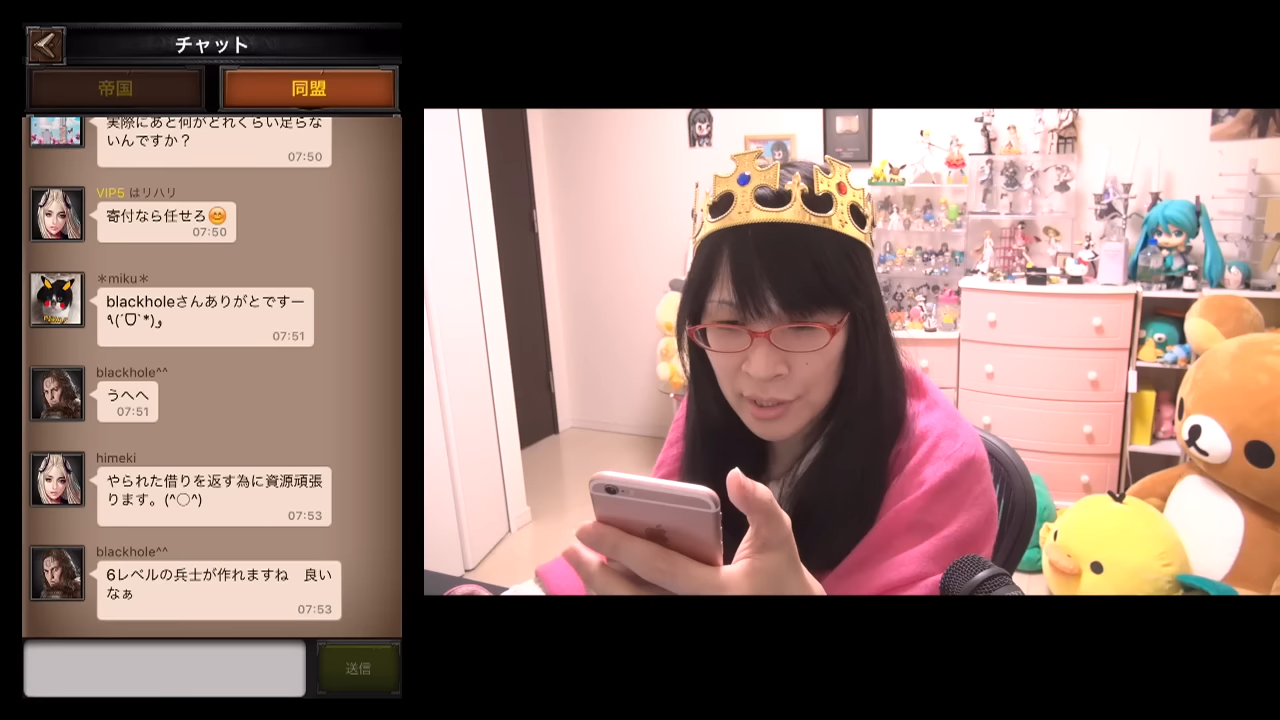 チャット
帝国
同盟
実際にあと何がどれくらい足らな
いんですか？
07:50
VIP5 はリハリ
寄付なら任せろ😊
07:50
＊miku＊
blackholeさんありがとですー
٩(ˊᗜˋ*)و
07:51
blackhole^^
うへへ
07:51
himeki
やられた借りを返す為に資源頑張
ります。(^○^)
07:53
blackhole^^
6レベルの兵士が作れますね　良い
なぁ
07:53
送信